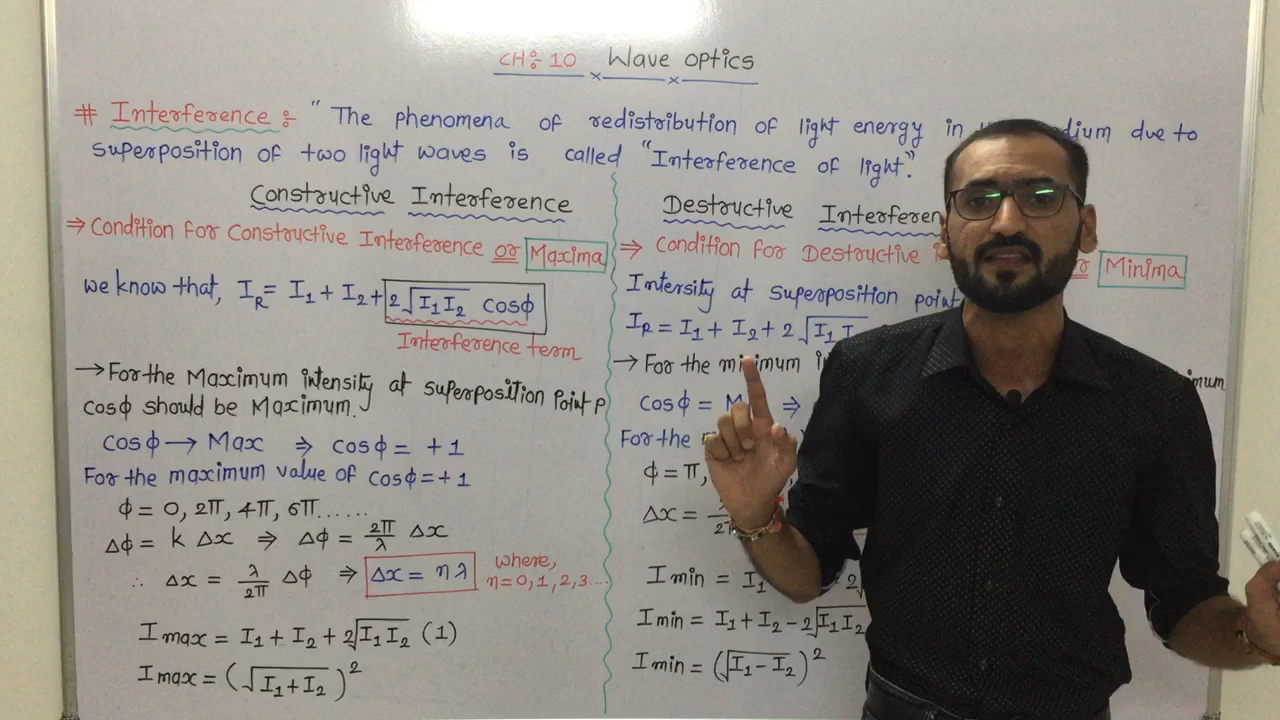 CH:- 10 Wave optics
# Interference :- " The phenomena of redistribution of light energy in due to
superposition of two light waves is called "Interference of light".
Constructive Interference
⇒ Condition for Constructive Interference or Maxima
we know that, I_R = I₁ + I₂ + 2√(I₁I₂) cosϕ
Interference term
→ For the Maximum intensity at superposition Point P
cosϕ should be Maximum.
cosϕ → Max ⇒ cosϕ = +1
For the maximum value of cosϕ = +1
ϕ = 0, 2π, 4π, 6π......
Δϕ = k Δx ⇒ Δϕ = 2π/λ Δx
∴ Δx = λ/2π Δϕ ⇒ Δx = nλ
where,
n = 0, 1, 2, 3....
I max = I₁ + I₂ + 2√(I₁I₂) (1)
I max = (√(I₁+I₂))²
Destructive
⇒ Condition for Destructive Minima
Intersity at superposition point
I_R = I₁ + I₂ + 2
→ For the minimum
cosϕ = ⇒
For the
ϕ = π,
Δx =
I min = I₁
I min = I₁ + I₂ - 2√(I₁I₂
I min = (√(I₁-I₂))²